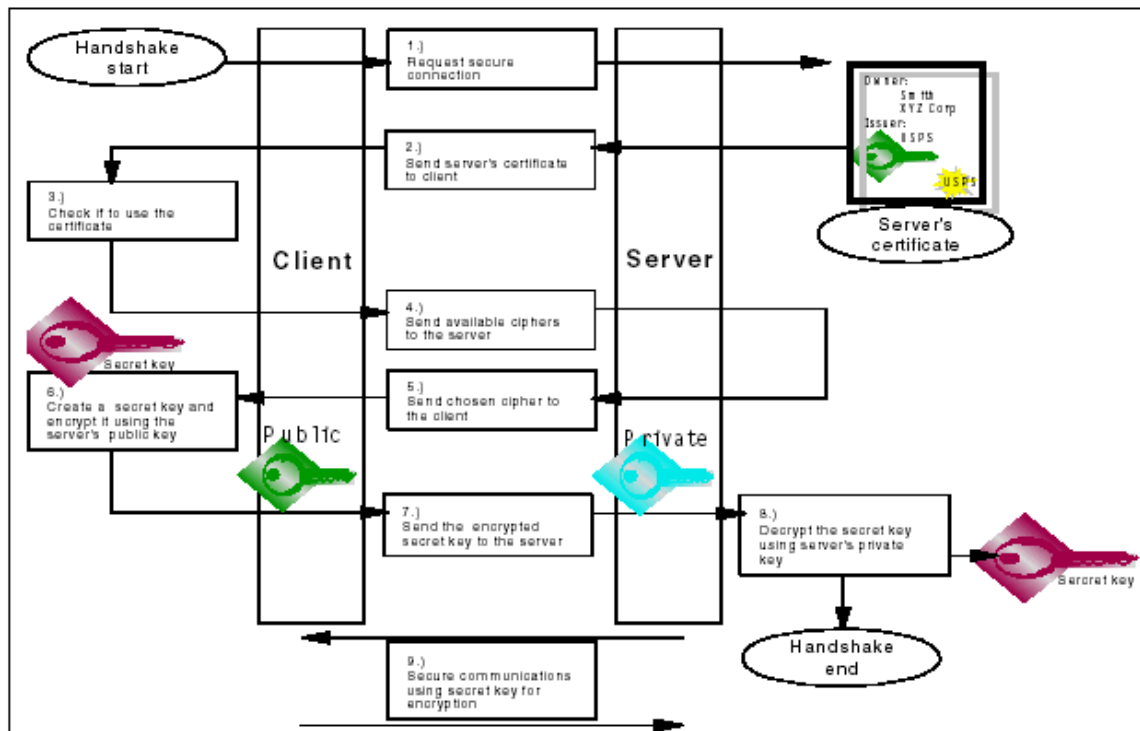 Handshake
start
1.)
Request secure
connection
Owner:
Smith
XYZ Corp
Issuer:
USPS
USPS
Server's
certificate
2.)
Send server's certificate
to client
3.)
Check if to use the
certificate
Client
Server
4.)
Send available ciphers
to the server
Secret key
5.)
Send chosen cipher to
the client
6.)
Create a secret key and
encrypt it using the
server's public key
Public
Private
7.)
Send the encrypted
secret key to the server
8.)
Decrypt the secret key
using server's private
key
Sercret key
Handshake
end
9.)
Secure communications
using secret key for
encryption